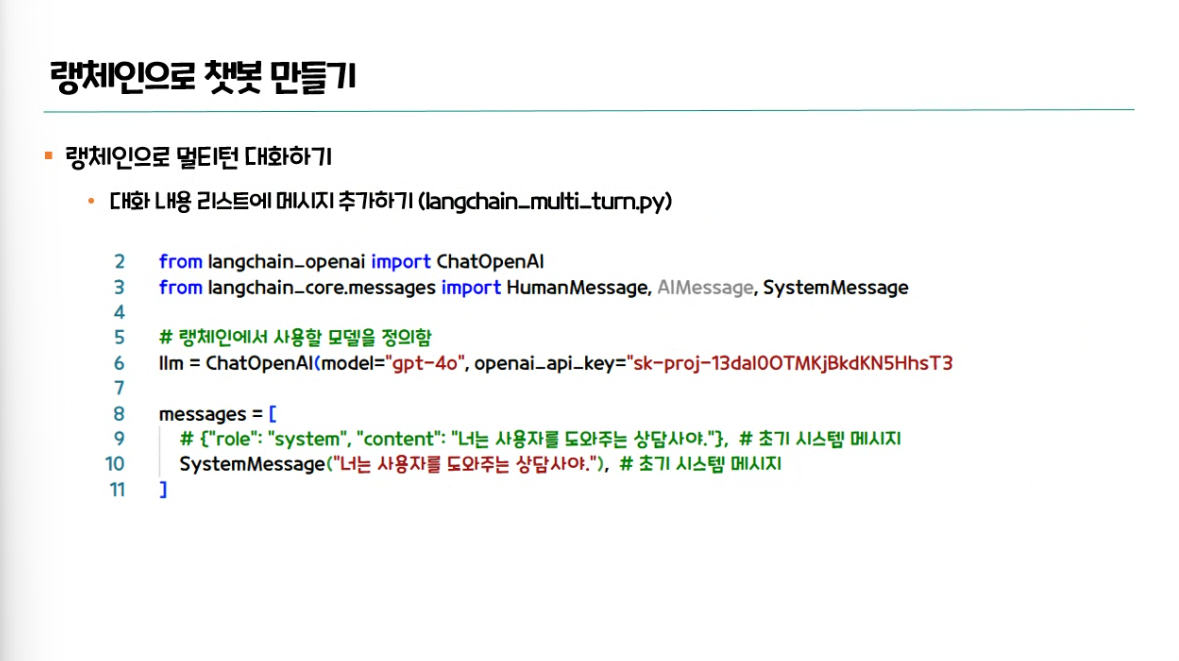 랭체인으로 챗봇 만들기
▪ 랭체인으로 멀티턴 대화하기
• 대화 내용 리스트에 메시지 추가하기 (langchain_multi_turn.py)
2 from langchain_openai import ChatOpenAI
3 from langchain_core.messages import HumanMessage, AIMessage, SystemMessage
4
5 # 랭체인에서 사용할 모델을 정의함
6 llm = ChatOpenAI(model="gpt-4o", openai_api_key="sk-proj-13dal0OTMKjBkdKN5HhsT3
7
8 messages = [
9 # {"role": "system", "content": "너는 사용자를 도와주는 상담사야."}, # 초기 시스템 메시지
10 SystemMessage("너는 사용자를 도와주는 상담사야."), # 초기 시스템 메시지
11 ]